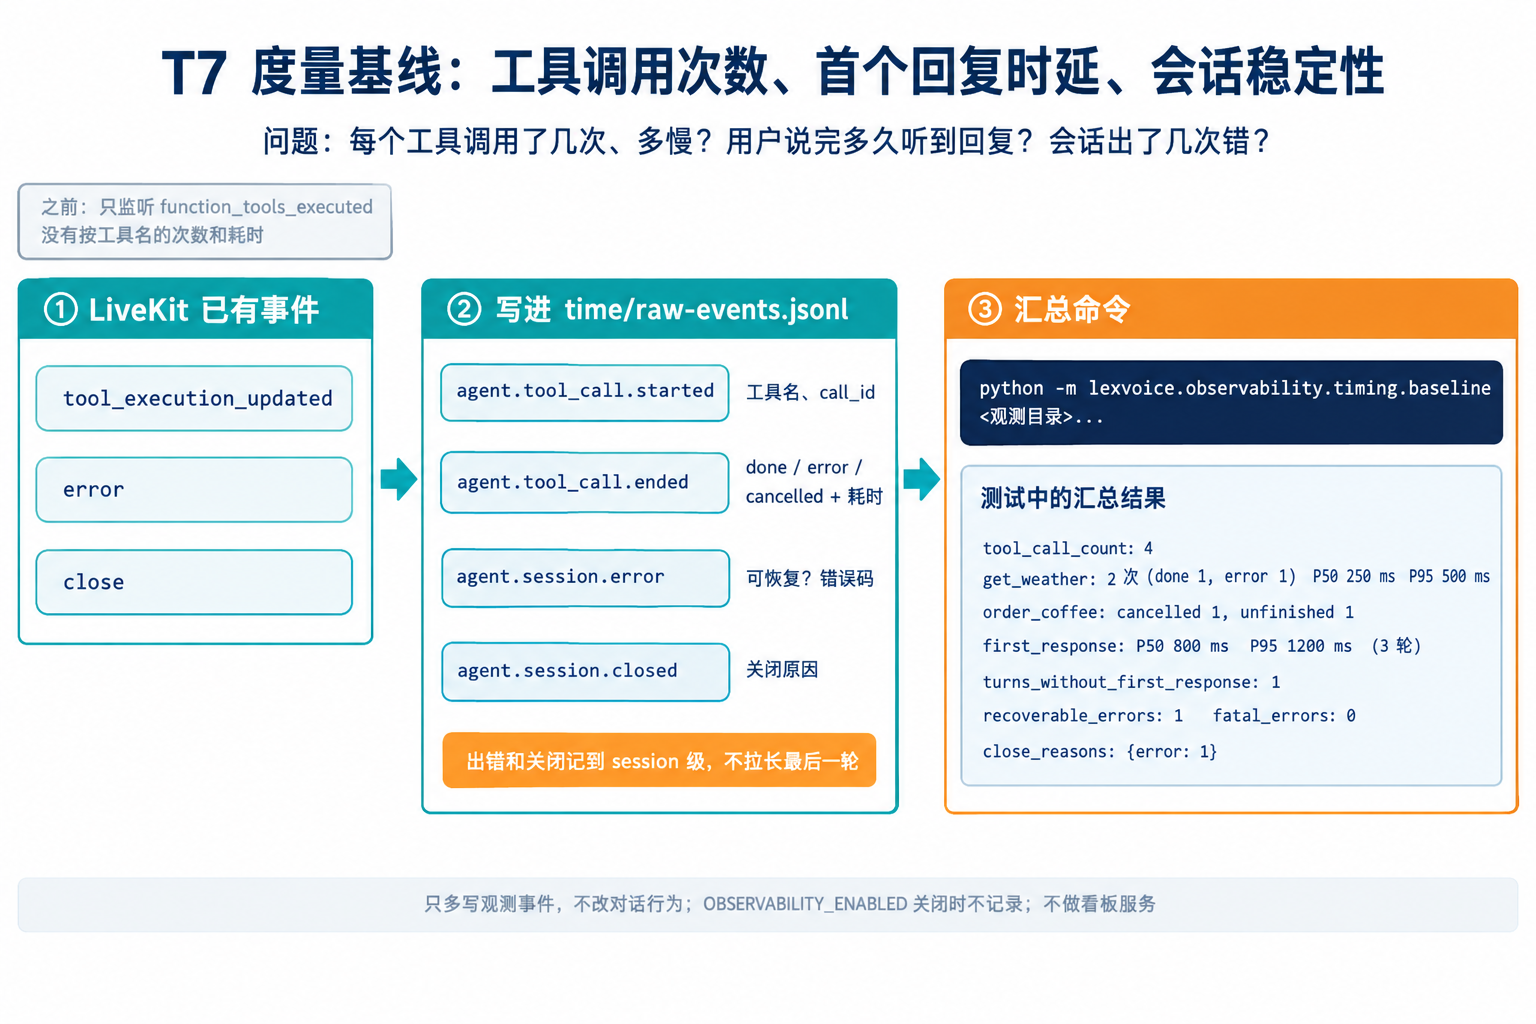 T7 度量基线：工具调用次数、首个回复时延、会话稳定性
问题：每个工具调用了几次、多慢？用户说完多久听到回复？会话出了几次错？
之前：只监听 function_tools_executed
没有按工具名的次数和耗时
① LiveKit 已有事件
tool_execution_updated
error
close
② 写进 time/raw-events.jsonl
agent.tool_call.started
工具名、call_id
agent.tool_call.ended
done / error /
cancelled + 耗时
agent.session.error
可恢复？错误码
agent.session.closed
关闭原因
出错和关闭记到 session 级，不拉长最后一轮
③ 汇总命令
python -m lexvoice.observability.timing.baseline
<观测目录>...
测试中的汇总结果
tool_call_count: 4
get_weather: 2 次 (done 1, error 1) P50 250 ms P95 500 ms
order_coffee: cancelled 1, unfinished 1
first_response: P50 800 ms P95 1200 ms (3 轮)
turns_without_first_response: 1
recoverable_errors: 1 fatal_errors: 0
close_reasons: {error: 1}
只多写观测事件，不改对话行为；OBSERVABILITY_ENABLED 关闭时不记录；不做看板服务